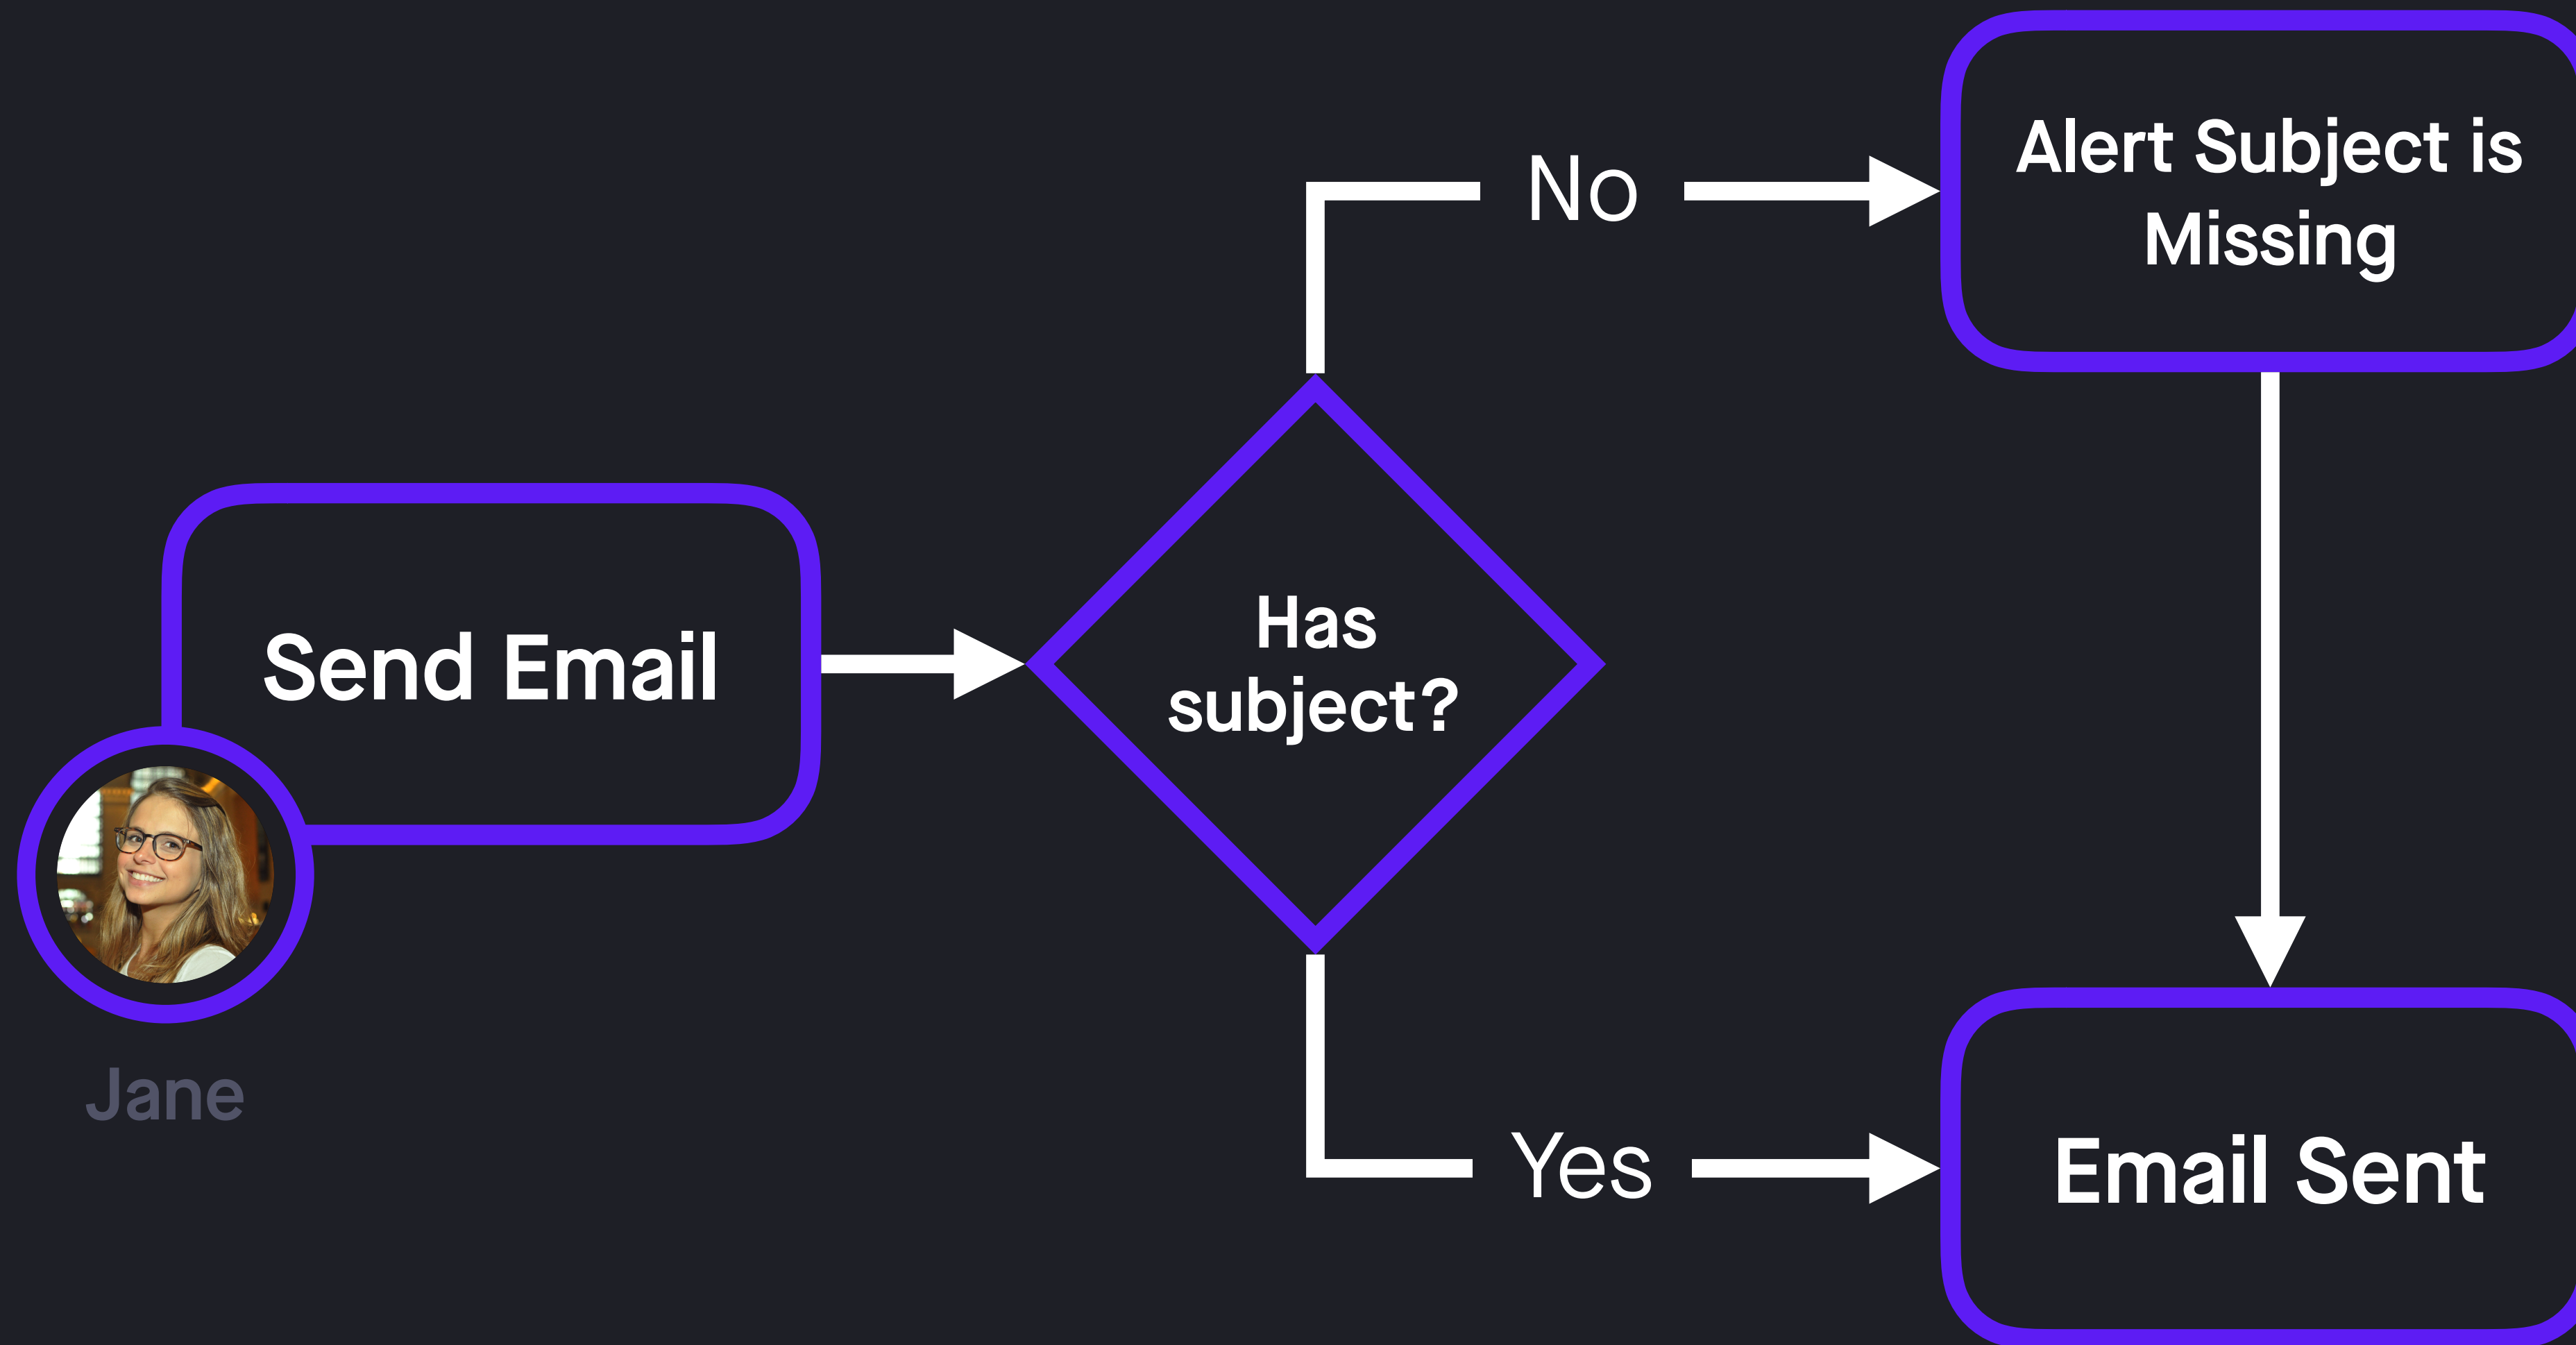 Alert Subject is
Missing
No
Send Email
Has
subject?
Jane
Yes
Email Sent